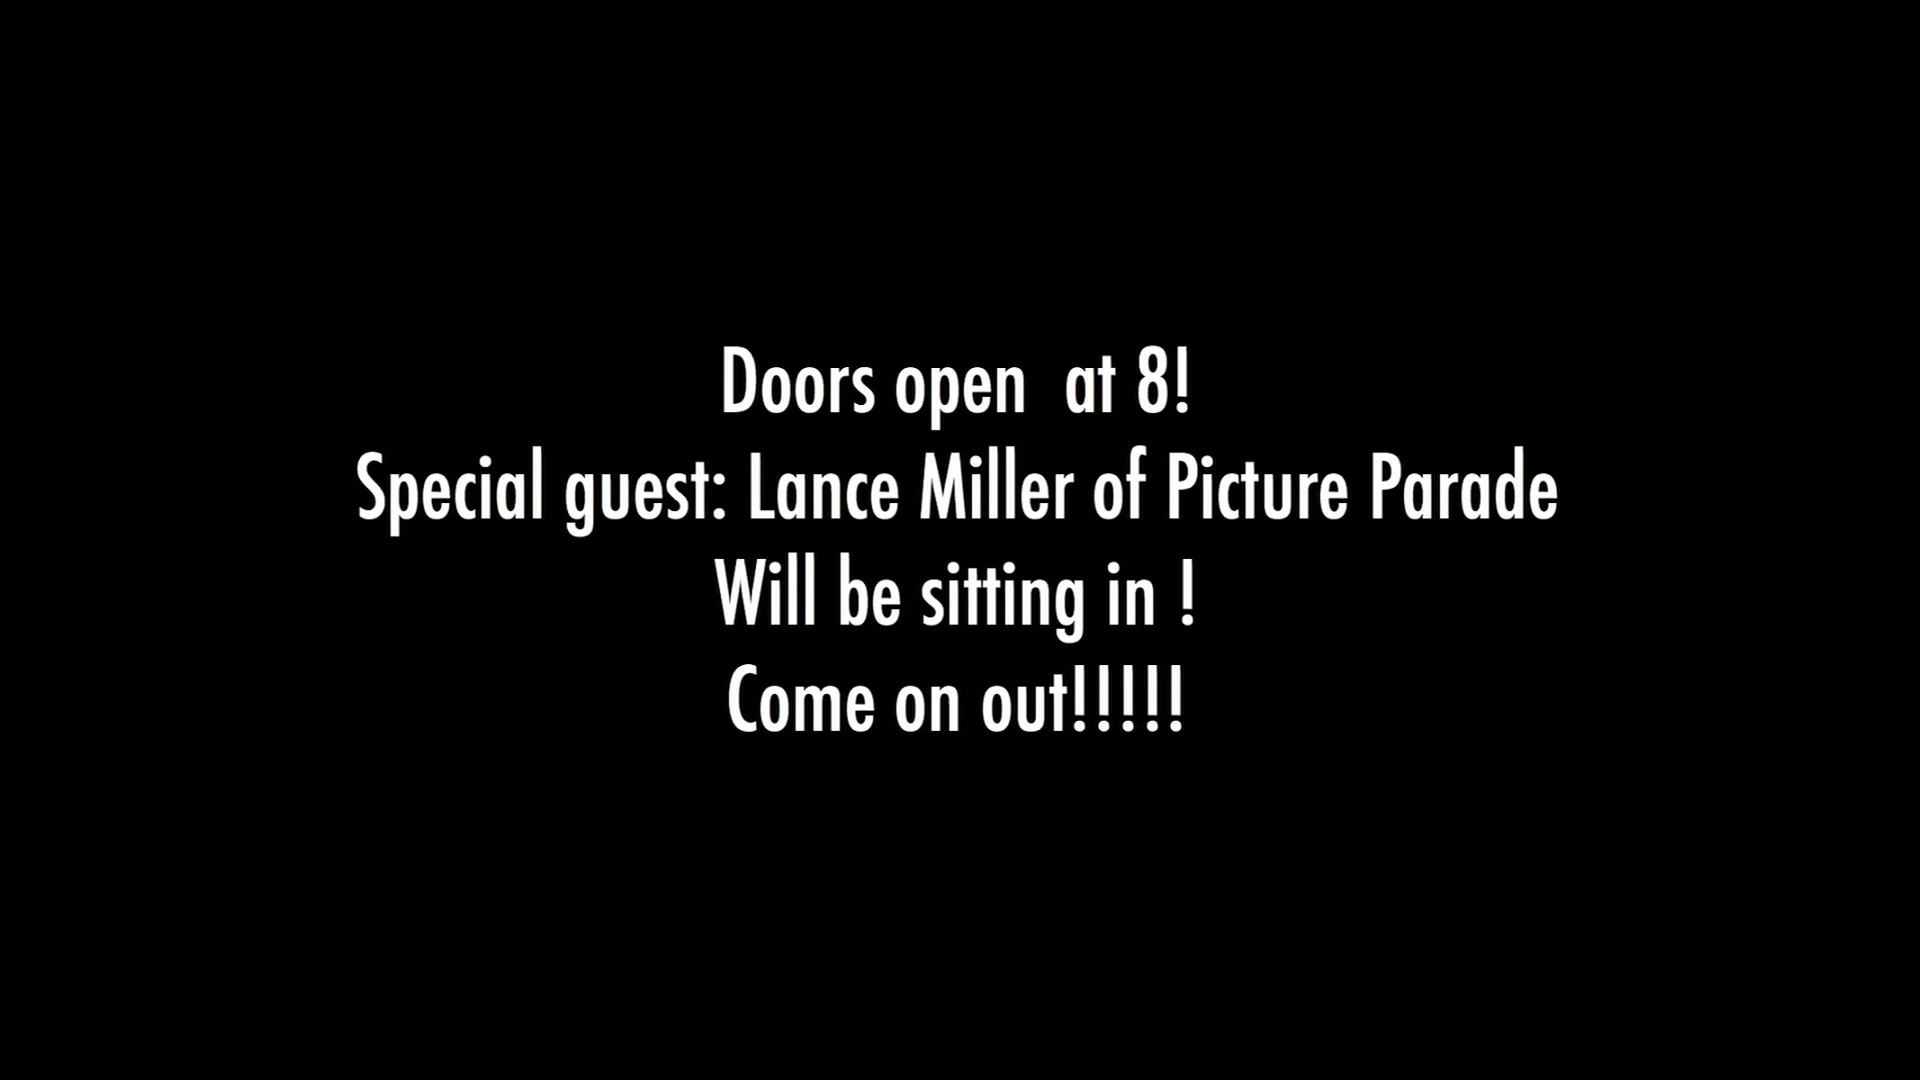 Doors open  at 8!
Special guest: Lance Miller of Picture Parade
Will be sitting in !
Come on out!!!!!